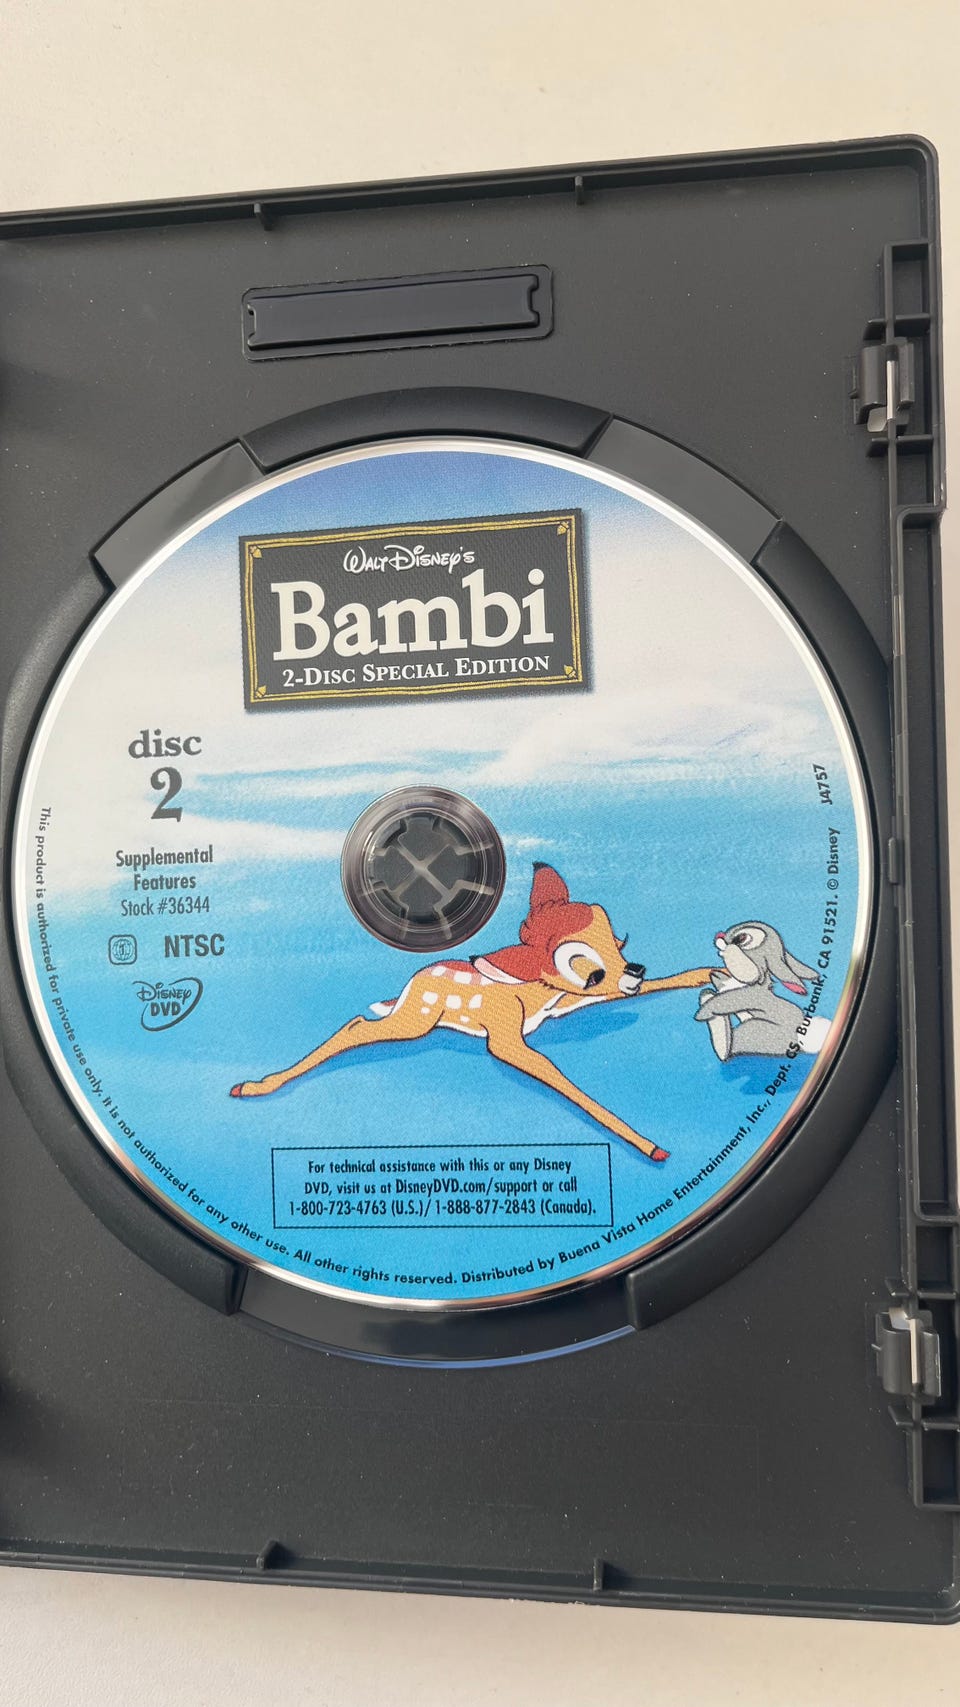 WALT DISNEY'S
Bambi
2-DISC SPECIAL EDITION
disc
2
Supplemental
Features
Stock #36344
NTSC
DISNEY
DVD
For technical assistance with this or any Disney
DVD, visit us at DisneyDVD.com/support or call
1-800-723-4763 (U.S.)/ 1-888-877-2843 (Canada).
This product is authorized for private use only. It is not authorized for any other use. All other rights reserved. Distributed by Buena Vista Home Entertainment, Inc., Dept. CS, Burbank, CA 91521. © Disney J4757